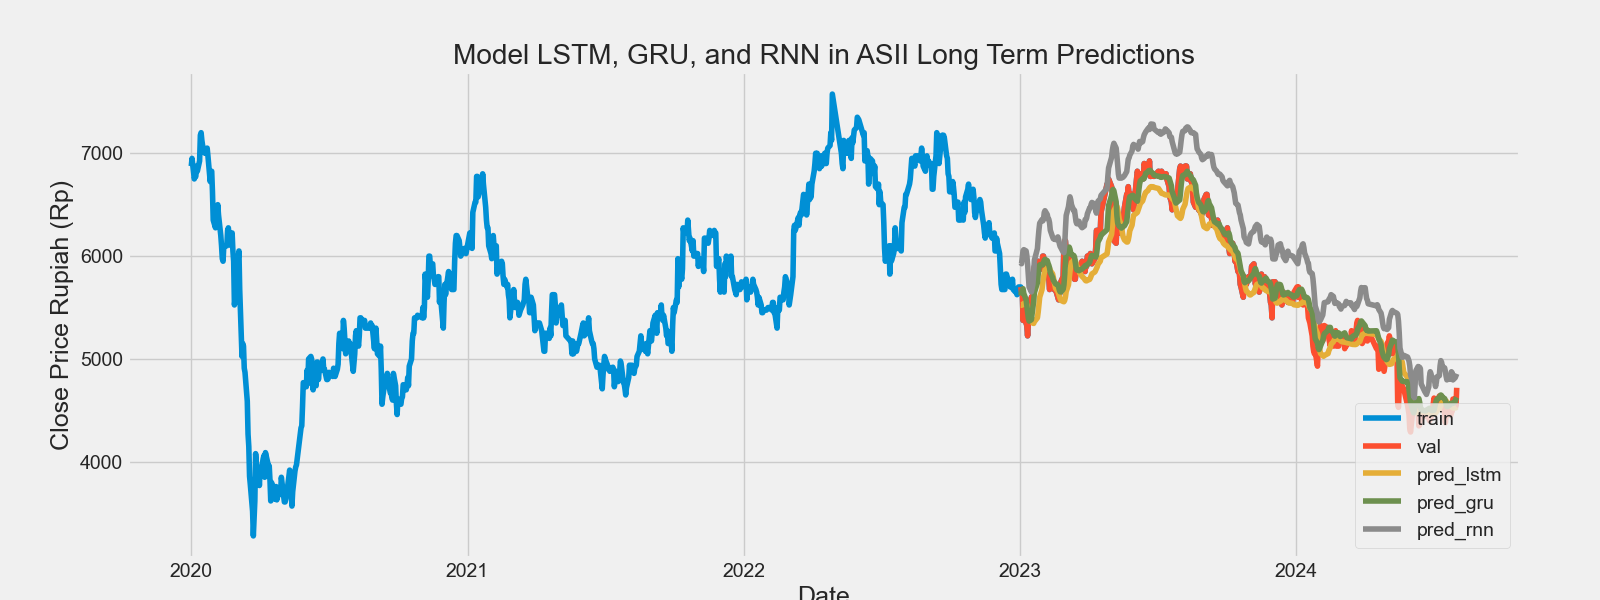 Model LSTM, GRU, and RNN in ASII Long Term Predictions
Close Price Rupiah (Rp)
7000
6000
5000
4000
2020
2021
2022
2023
2024
Date
train
val
pred_lstm
pred_gru
pred_rnn